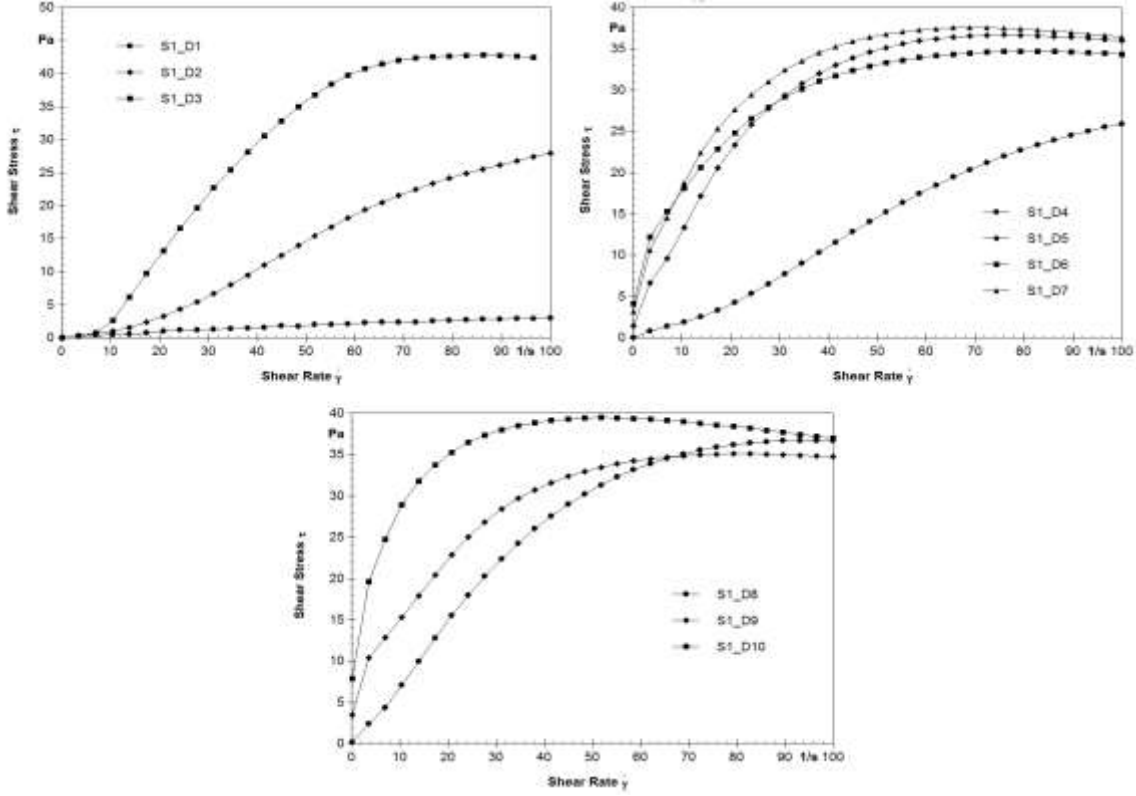 50
45
Pa
40
35
30
25
20
15
10
5
0
Shear Stress τ
S1_D1
S1_D2
S1_D3
0 10 20 30 40 50 60 70 80 90 1/s 100
Shear Rate γ̇
40
Pa
35
30
25
20
15
10
5
0
Shear Stress τ
S1_D4
S1_D5
S1_D6
S1_D7
0 10 20 30 40 50 60 70 80 90 1/s 100
Shear Rate γ̇
40
Pa
35
30
25
20
15
10
5
0
Shear Stress τ
S1_D8
S1_D9
S1_D10
0 10 20 30 40 50 60 70 80 90 1/s 100
Shear Rate γ̇